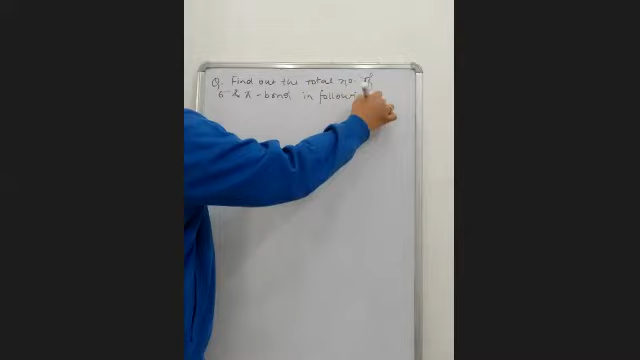 Q. Find out the total no. of
σ & π-bond in follow